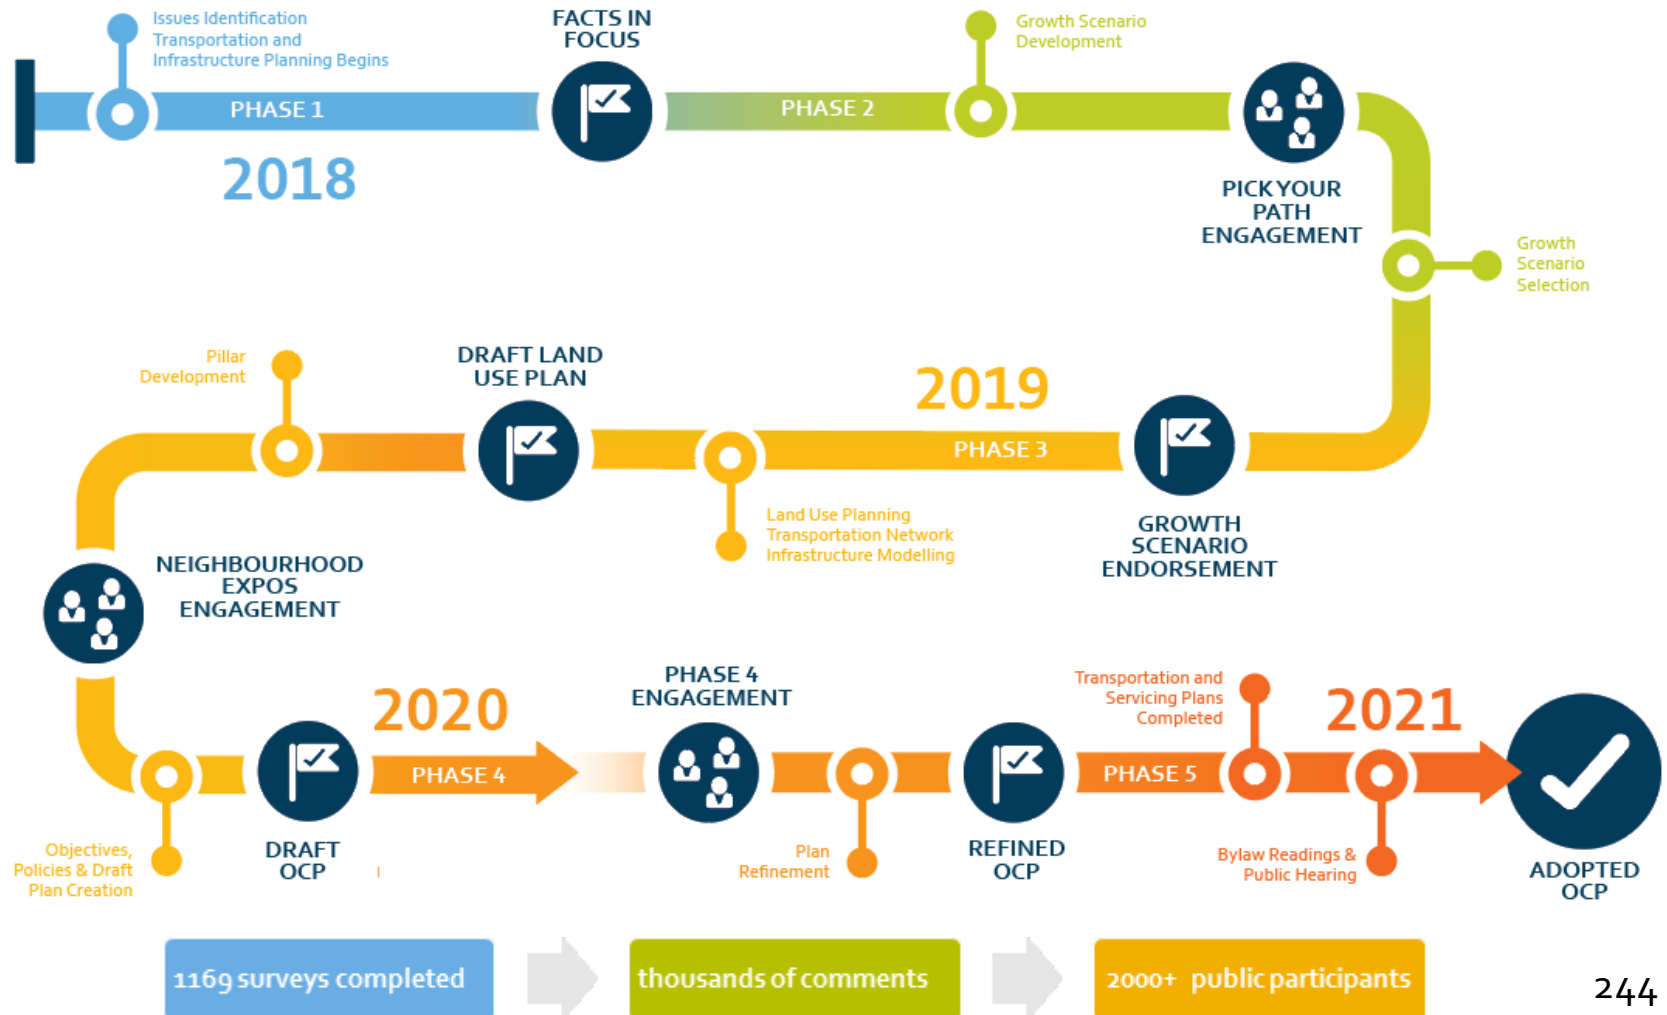 Issues Identification
Transportation and
Infrastructure Planning Begins
FACTS IN
FOCUS
Growth Scenario
Development
PHASE 1
PHASE 2
2018
PICK YOUR
PATH
ENGAGEMENT
Growth
Scenario
Selection
Pillar
Development
DRAFT LAND
USE PLAN
2019
PHASE 3
Land Use Planning
Transportation Network
Infrastructure Modelling
GROWTH
SCENARIO
ENDORSEMENT
NEIGHBOURHOOD
EXPOS
ENGAGEMENT
2020
PHASE 4
PHASE 4
ENGAGEMENT
Transportation and
Servicing Plans
Completed
2021
PHASE 5
Objectives,
Policies & Draft
Plan Creation
DRAFT
OCP
Plan
Refinement
REFINED
OCP
Bylaw Readings &
Public Hearing
ADOPTED
OCP
1169 surveys completed
thousands of comments
2000+ public participants
244